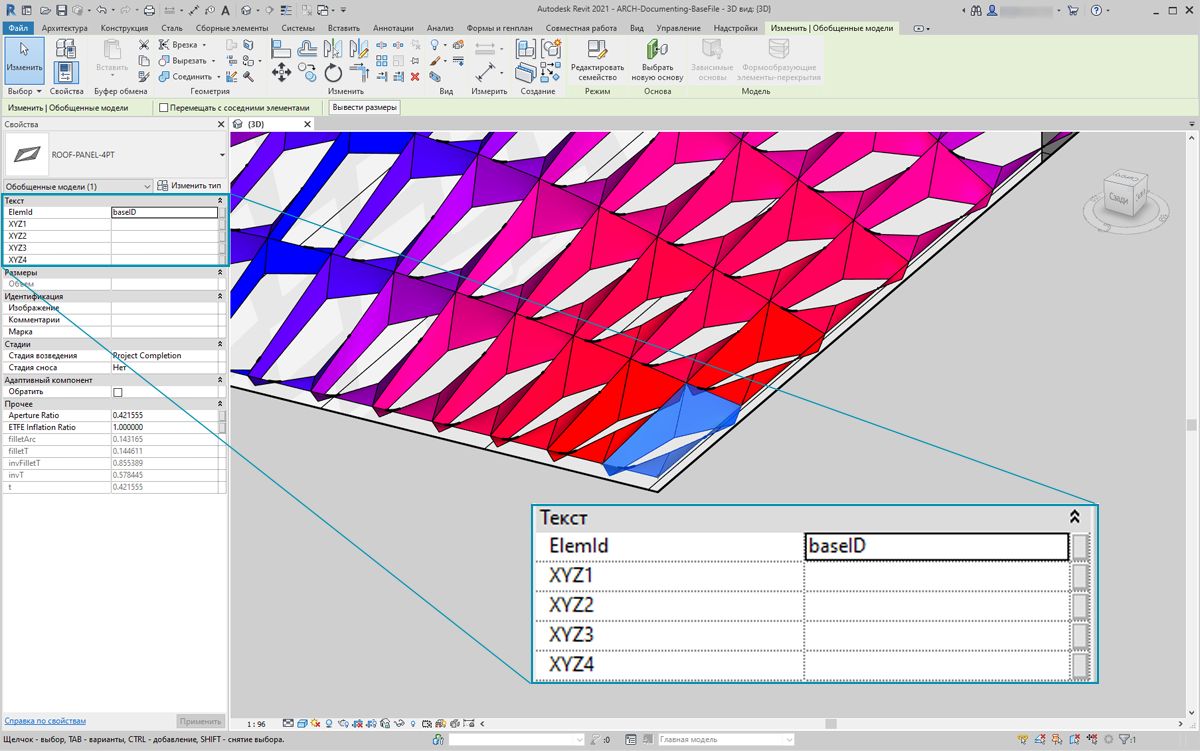 Autodesk Revit 2021 - ARCH-Documenting-BaseFile - 3D вид: {3D}
Файл Архитектура Конструкция Сталь Сборные элементы Системы Вставить Аннотации Анализ Формы и генплан Совместная работа Вид Управление Надстройки Изменить | Обобщенные модели
Изменить
Вставить
Врезка
Вырезать
Соединить
Редактировать семейство
Выбрать новую основу
Зависимые основы
Формообразующие элементы-перекрытия
Выбор Свойства Буфер обмена Геометрия Изменить Вид Измерить Создание Режим Основа Модель
Изменить | Обобщенные модели Перемещать с соседними элементами Вывести размеры
Свойства
{3D}
ROOF-PANEL-4PT
Обобщенные модели (1) Изменить тип
Текст
ElemId baseID
XYZ1
XYZ2
XYZ3
XYZ4
Размеры
Объем
Идентификация
Изображение
Комментарии
Марка
Стадии
Стадия возведения Project Completion
Стадия сноса Нет
Адаптивный компонент
Обратить
Прочее
Aperture Ratio 0.421555
ETFE Inflation Ratio 1.000000
filletArc 0.143165
filletT 0.144611
invFilletT 0.855389
invT 0.578445
t 0.421555
Сзади
Текст
ElemId baseID
XYZ1
XYZ2
XYZ3
XYZ4
Справка по свойствам Применить
1 : 96
Щелчок - выбор, TAB - варианты, CTRL - добавление, SHIFT - снятие выбора.
:0
Главная модель
:1